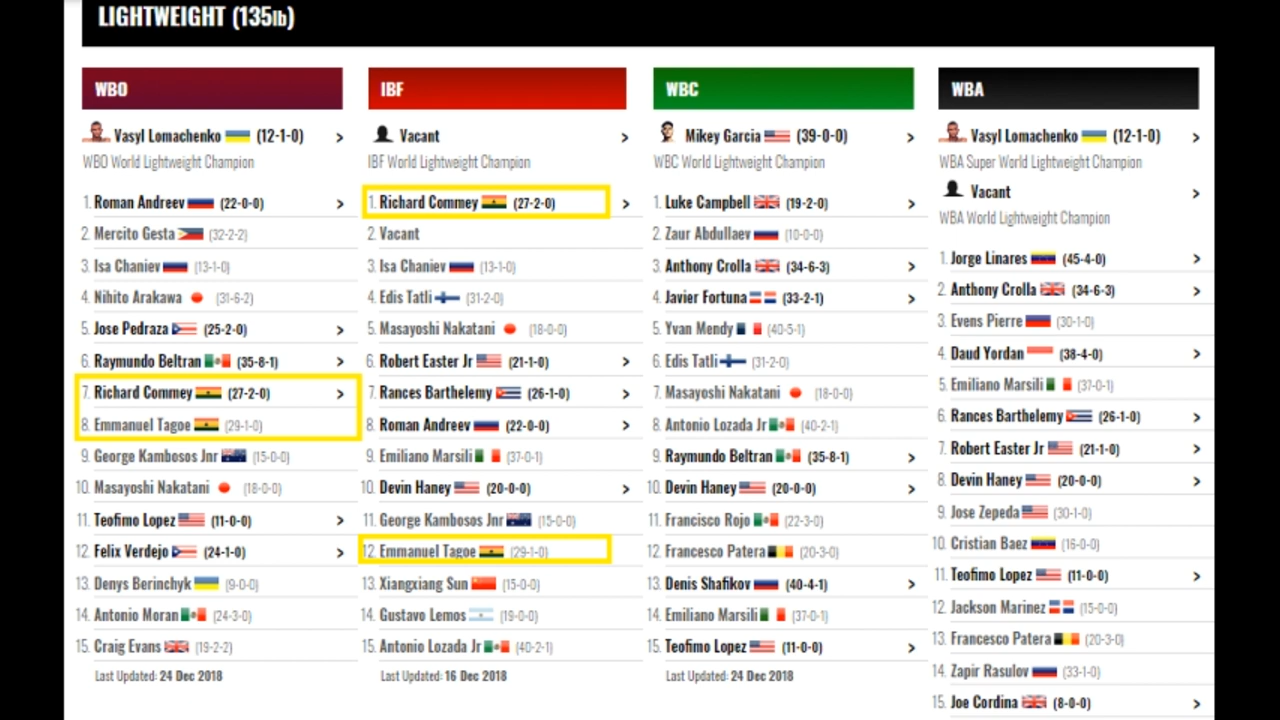 LIGHTWEIGHT (135lb)
WBO
Vasyl Lomachenko (12-1-0) >
WBO World Lightweight Champion
1. Roman Andreev (22-0-0) >
2. Mercito Gesta (32-2-2)
3. Isa Chaniev (13-1-0)
4. Nihito Arakawa (31-6-2)
5. Jose Pedraza (25-2-0) >
6. Raymundo Beltran (35-8-1) >
7. Richard Commey (27-2-0) >
8. Emmanuel Tagoe (29-1-0)
9. George Kambosos Jnr (15-0-0)
10. Masayoshi Nakatani (18-0-0)
11. Teofimo Lopez (11-0-0) >
12. Felix Verdejo (24-1-0) >
13. Denys Berinchyk (9-0-0)
14. Antonio Moran (24-3-0)
15. Craig Evans (19-2-2)
Last Updated: 24 Dec 2018
IBF
Vacant >
IBF World Lightweight Champion
1. Richard Commey (27-2-0) >
2. Vacant
3. Isa Chaniev (13-1-0)
4. Edis Tatli (31-2-0)
5. Masayoshi Nakatani (18-0-0)
6. Robert Easter Jr (21-1-0) >
7. Rances Barthelemy (26-1-0) >
8. Roman Andreev (22-0-0) >
9. Emiliano Marsili (37-0-1)
10. Devin Haney (20-0-0) >
11. George Kambosos Jnr (15-0-0)
12. Emmanuel Tagoe (29-1-0)
13. Xiangxiang Sun (15-0-0)
14. Gustavo Lemos (19-0-0)
15. Antonio Lozada Jr (40-2-1)
Last Updated: 16 Dec 2018
WBC
Mikey Garcia (39-0-0) >
WBC World Lightweight Champion
1. Luke Campbell (19-2-0) >
2. Zaur Abdullaev (10-0-0)
3. Anthony Crolla (34-6-3) >
4. Javier Fortuna (33-2-1) >
5. Yvan Mendy (40-5-1)
6. Edis Tatli (31-2-0)
7. Masayoshi Nakatani (18-0-0)
8. Antonio Lozada Jr (40-2-1)
9. Raymundo Beltran (35-8-1) >
10. Devin Haney (20-0-0) >
11. Francisco Rojo (22-3-0)
12. Francesco Patera (20-3-0)
13. Denis Shafikov (40-4-1) >
14. Emiliano Marsili (37-0-1)
15. Teofimo Lopez (11-0-0) >
Last Updated: 24 Dec 2018
WBA
Vasyl Lomachenko (12-1-0) >
WBA Super World Lightweight Champion
Vacant >
WBA World Lightweight Champion
1. Jorge Linares (45-4-0) >
2. Anthony Crolla (34-6-3) >
3. Evens Pierre (30-1-0)
4. Daud Yordan (38-4-0) >
5. Emiliano Marsili (37-0-1)
6. Rances Barthelemy (26-1-0) >
7. Robert Easter Jr (21-1-0) >
8. Devin Haney (20-0-0) >
9. Jose Zepeda (30-1-0)
10. Cristian Baez (16-0-0)
11. Teofimo Lopez (11-0-0) >
12. Jackson Marinez (15-0-0)
13. Francesco Patera (20-3-0)
14. Zapir Rasulov (33-1-0)
15. Joe Cordina (8-0-0) >